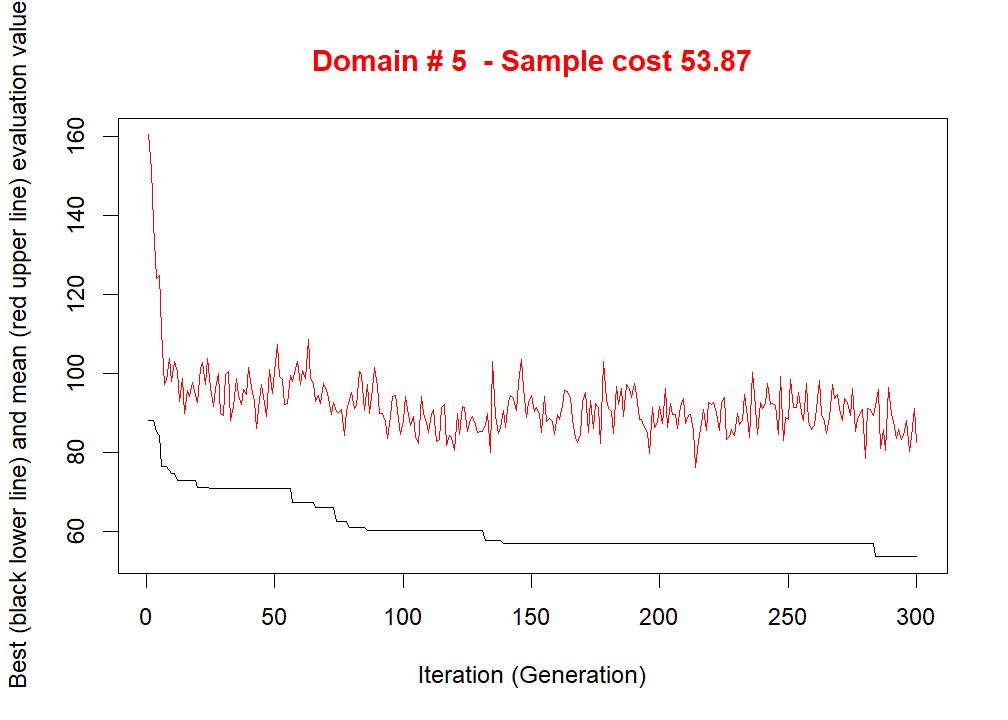 Domain # 5  - Sample cost 53.87
Best (black lower line) and mean (red upper line) evaluation value
160
140
120
100
80
60
0 50 100 150 200 250 300
Iteration (Generation)